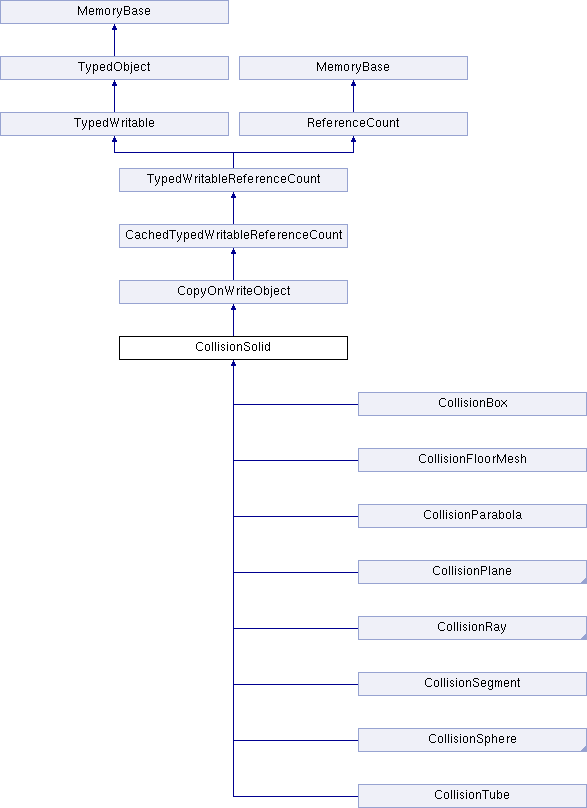 MemoryBase
TypedObject
MemoryBase
TypedWritable
ReferenceCount
TypedWritableReferenceCount
CachedTypedWritableReferenceCount
CopyOnWriteObject
CollisionSolid
CollisionBox
CollisionFloorMesh
CollisionParabola
CollisionPlane
CollisionRay
CollisionSegment
CollisionSphere
CollisionTube